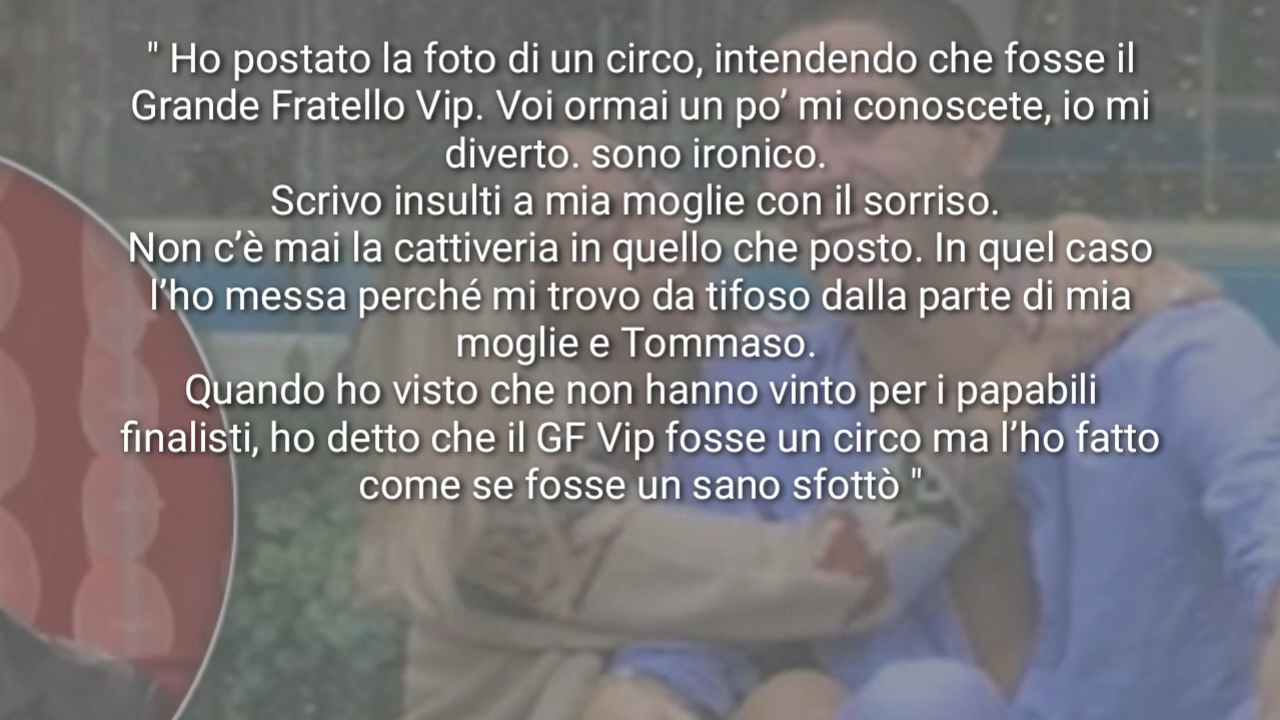 " Ho postato la foto di un circo, intendendo che fosse il
Grande Fratello Vip. Voi ormai un po’ mi conoscete, io mi
diverto. sono ironico.
Scrivo insulti a mia moglie con il sorriso.
Non c’è mai la cattiveria in quello che posto. In quel caso
l’ho messa perché mi trovo da tifoso dalla parte di mia
moglie e Tommaso.
Quando ho visto che non hanno vinto per i papabili
finalisti, ho detto che il GF Vip fosse un circo ma l’ho fatto
come se fosse un sano sfottò "